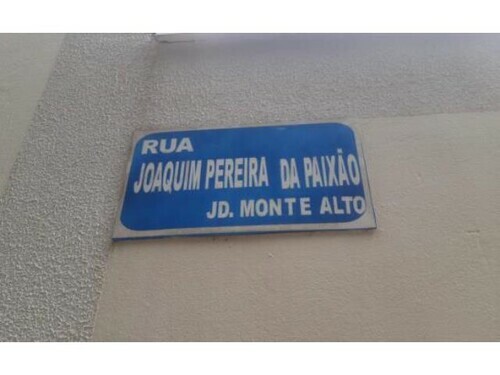 RUA
JOAQUIM PEREIRA DA PAIXÃO
JD. MONTE ALTO